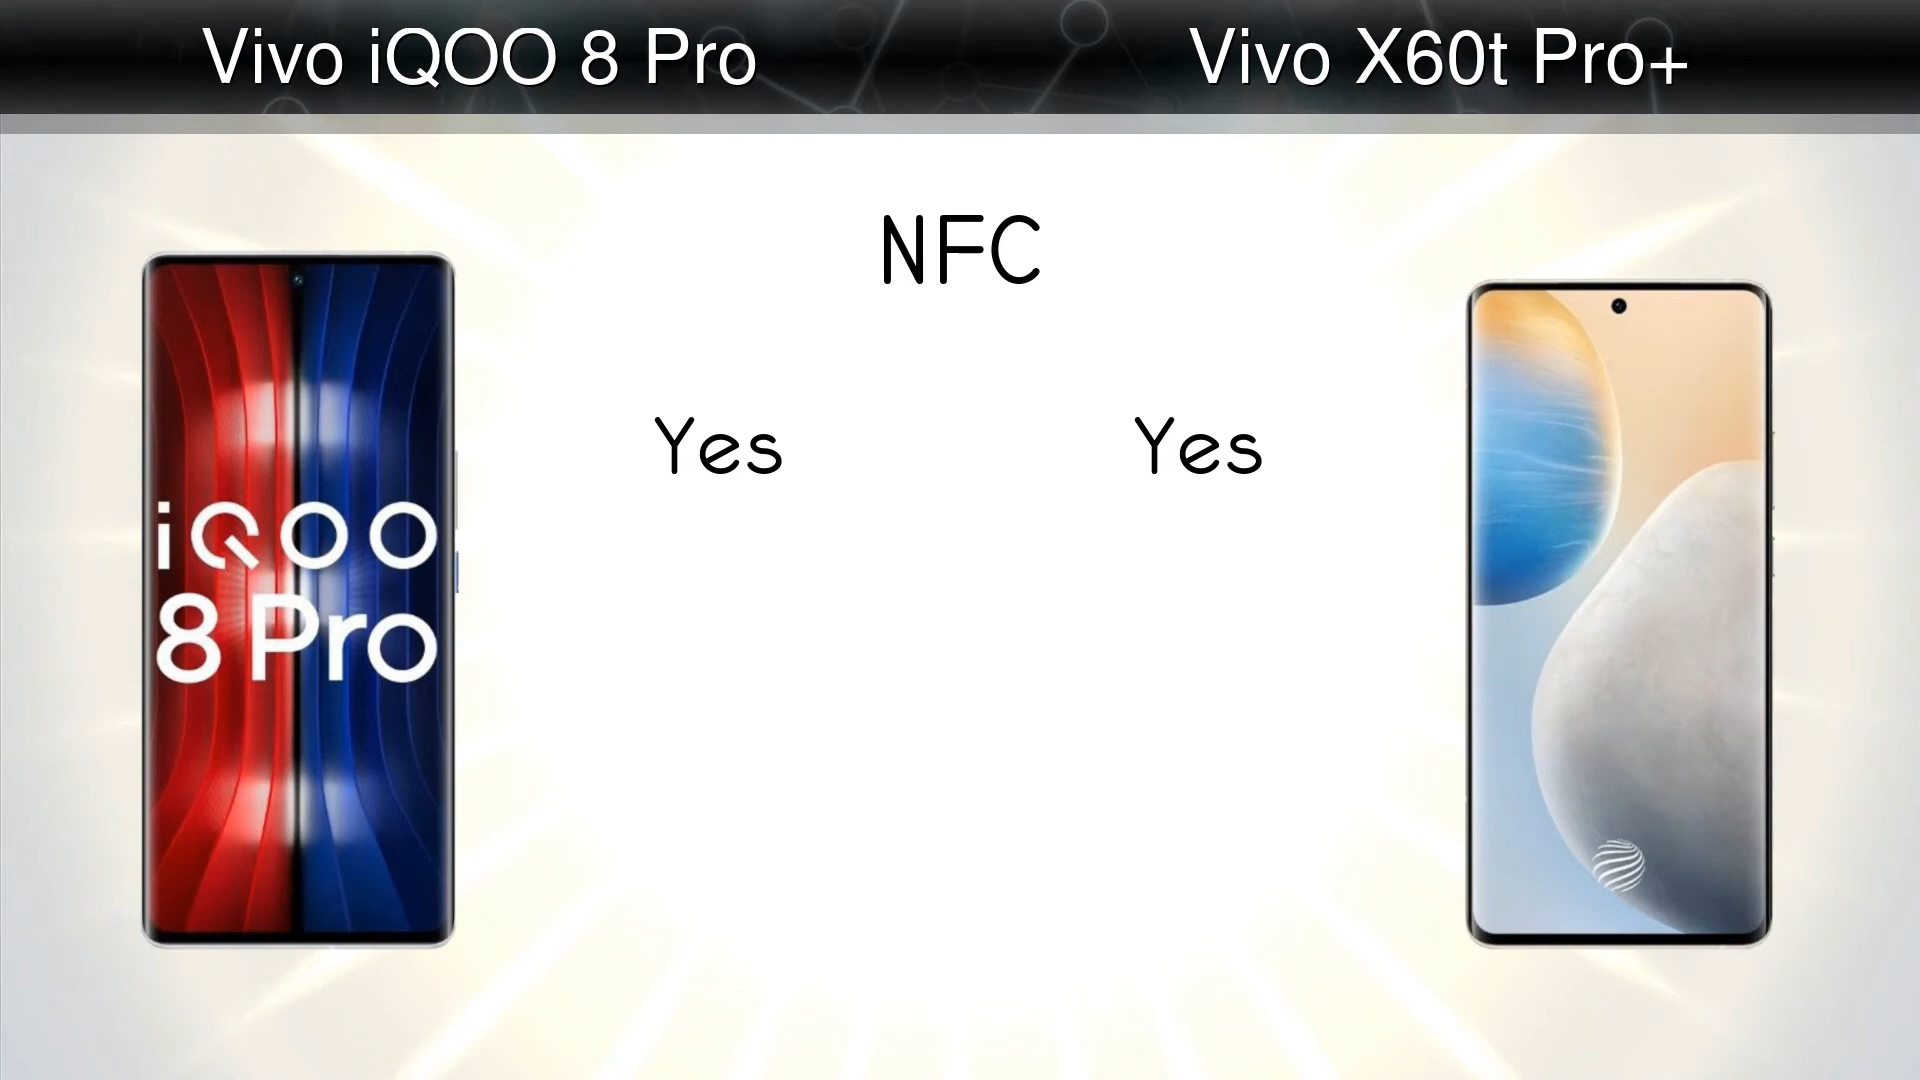 Vivo iQOO 8 Pro
Vivo X60t Pro+
NFC
Yes
Yes
iQOO
8 Pro